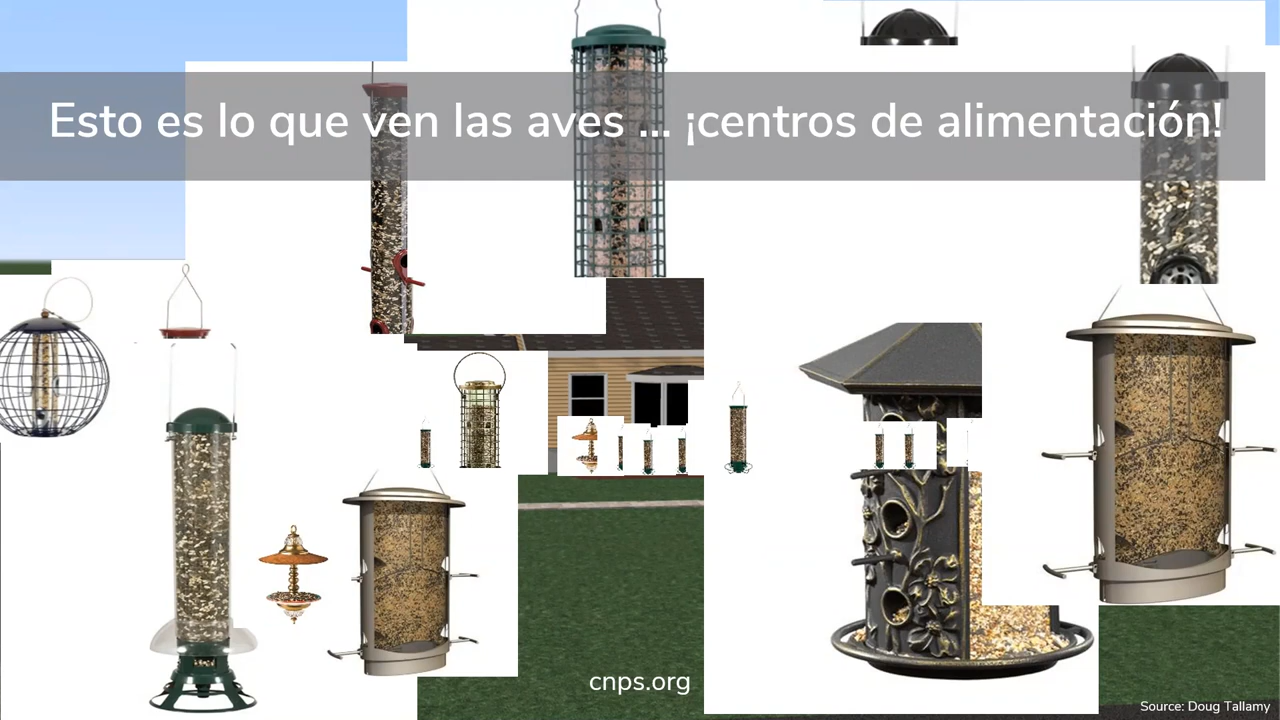 Esto es lo que ven las aves ... ¡centros de alimentación!
cnps.org
Source: Doug Tallamy